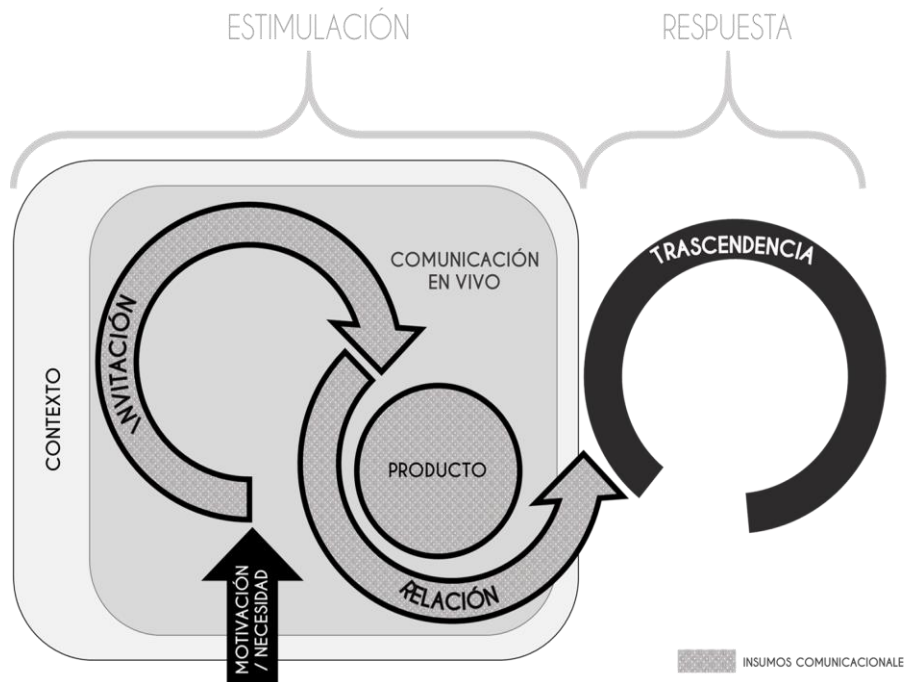 ESTIMULACIÓN
RESPUESTA
CONTEXTO
INVITACIÓN
COMUNICACIÓN
EN VIVO
PRODUCTO
RELACIÓN
MOTIVACIÓN
/ NECESIDAD
TRASCENDENCIA
INSUMOS COMUNICACIONALE